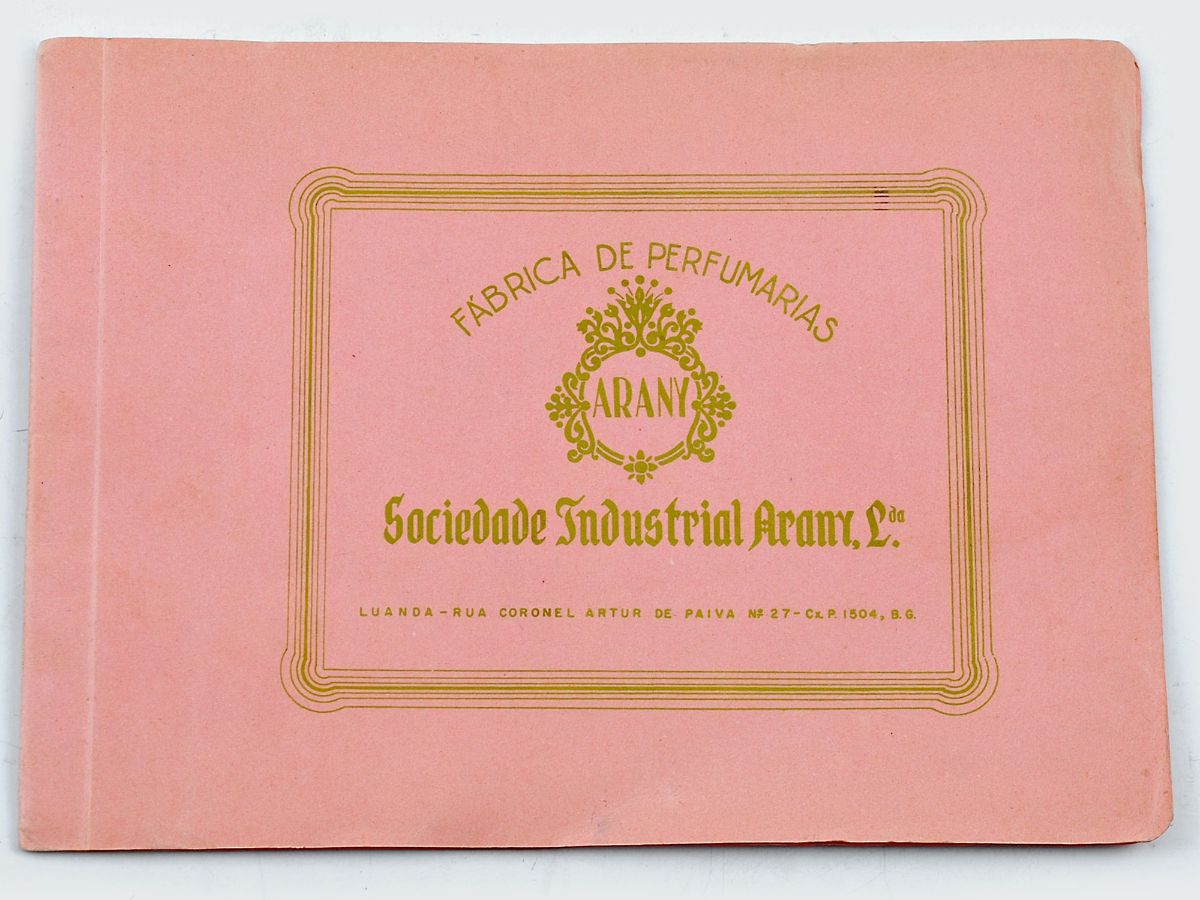 FÁBRICA DE PERFUMARIAS
ARANY
Sociedade Industrial Arany, L.da
LUANDA - RUA CORONEL ARTUR DE PAIVA Nº 27 - Cx. P. 1504, B. G.